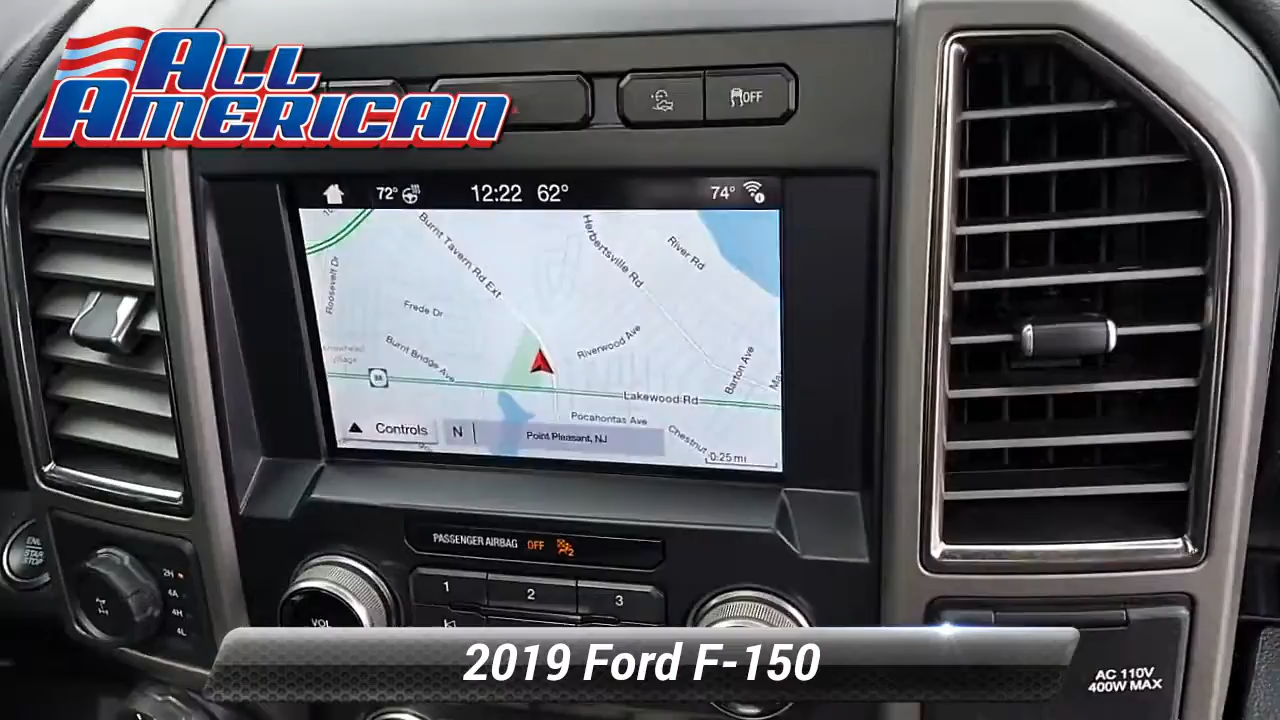 ALL
AMERICAN
OFF
72° 12:22 62° 74°
Burnt Tavern Rd Ext
Herbertsville Rd
River Rd
Roosevelt Dr
Frede Dr
Burnt Bridge Ave
Riverwood Ave
Barton Ave
88
Lakewood Rd
Pocahontas Ave
Chestnut
Controls
N
Point Pleasant, NJ
0.25 mi
PASSENGER AIRBAG OFF
1 2 3
VOL
START
STOP
2H
4A
4H
4L
AC 110V
400W MAX
2019 Ford F-150